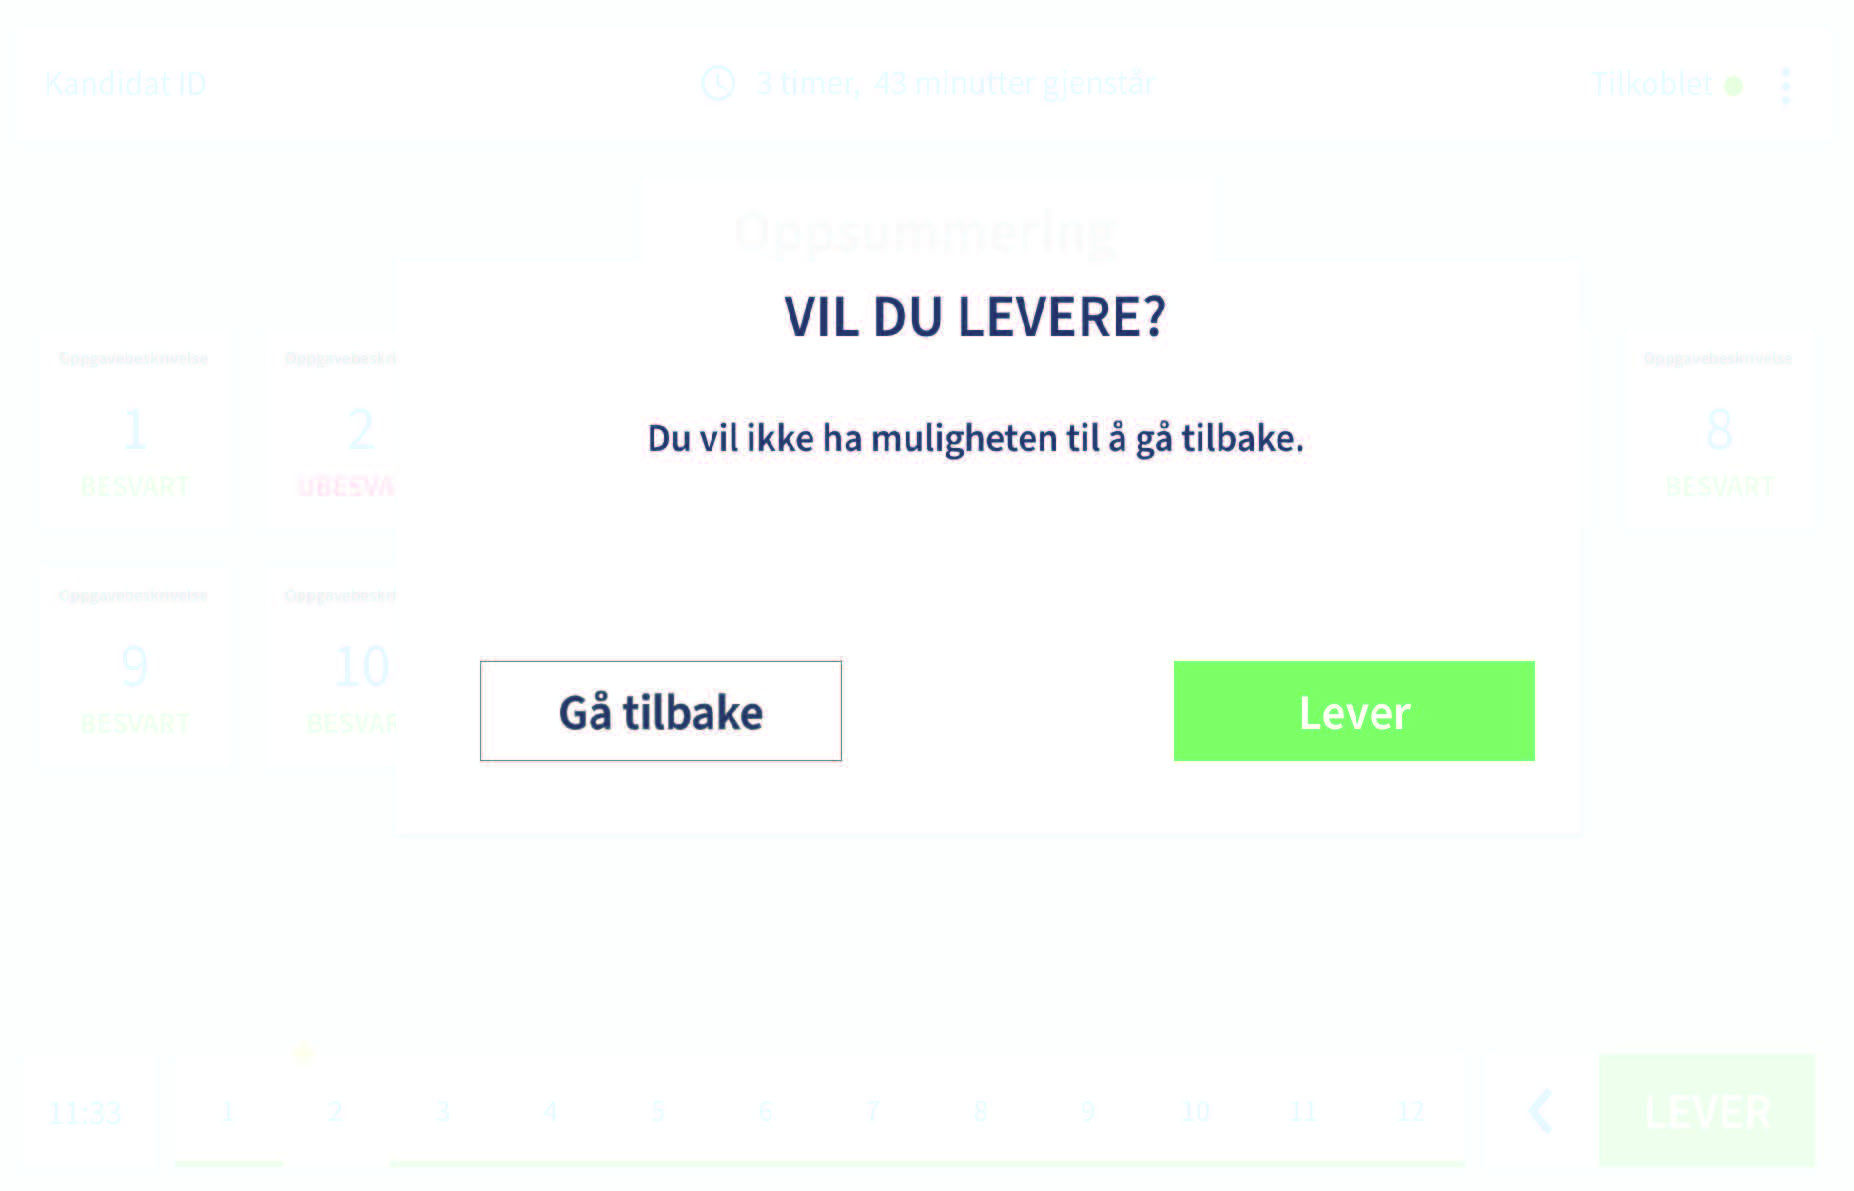 Kandidat ID
3 timer, 43 minutter gjenstår
Tilkoblet
Oppsummering
VIL DU LEVERE?
Du vil ikke ha muligheten til å gå tilbake.
Oppgavebeskrivelse
1
BESVART
Oppgavebeskri
2
UBESVA
Oppgavebeskrivelse
8
BESVART
Oppgavebeskrivelse
9
BESVART
Oppgavebeskri
10
BESVAR
Gå tilbake
Lever
11:33
1 2 3 4 5 6 7 8 9 10 11 12
LEVER